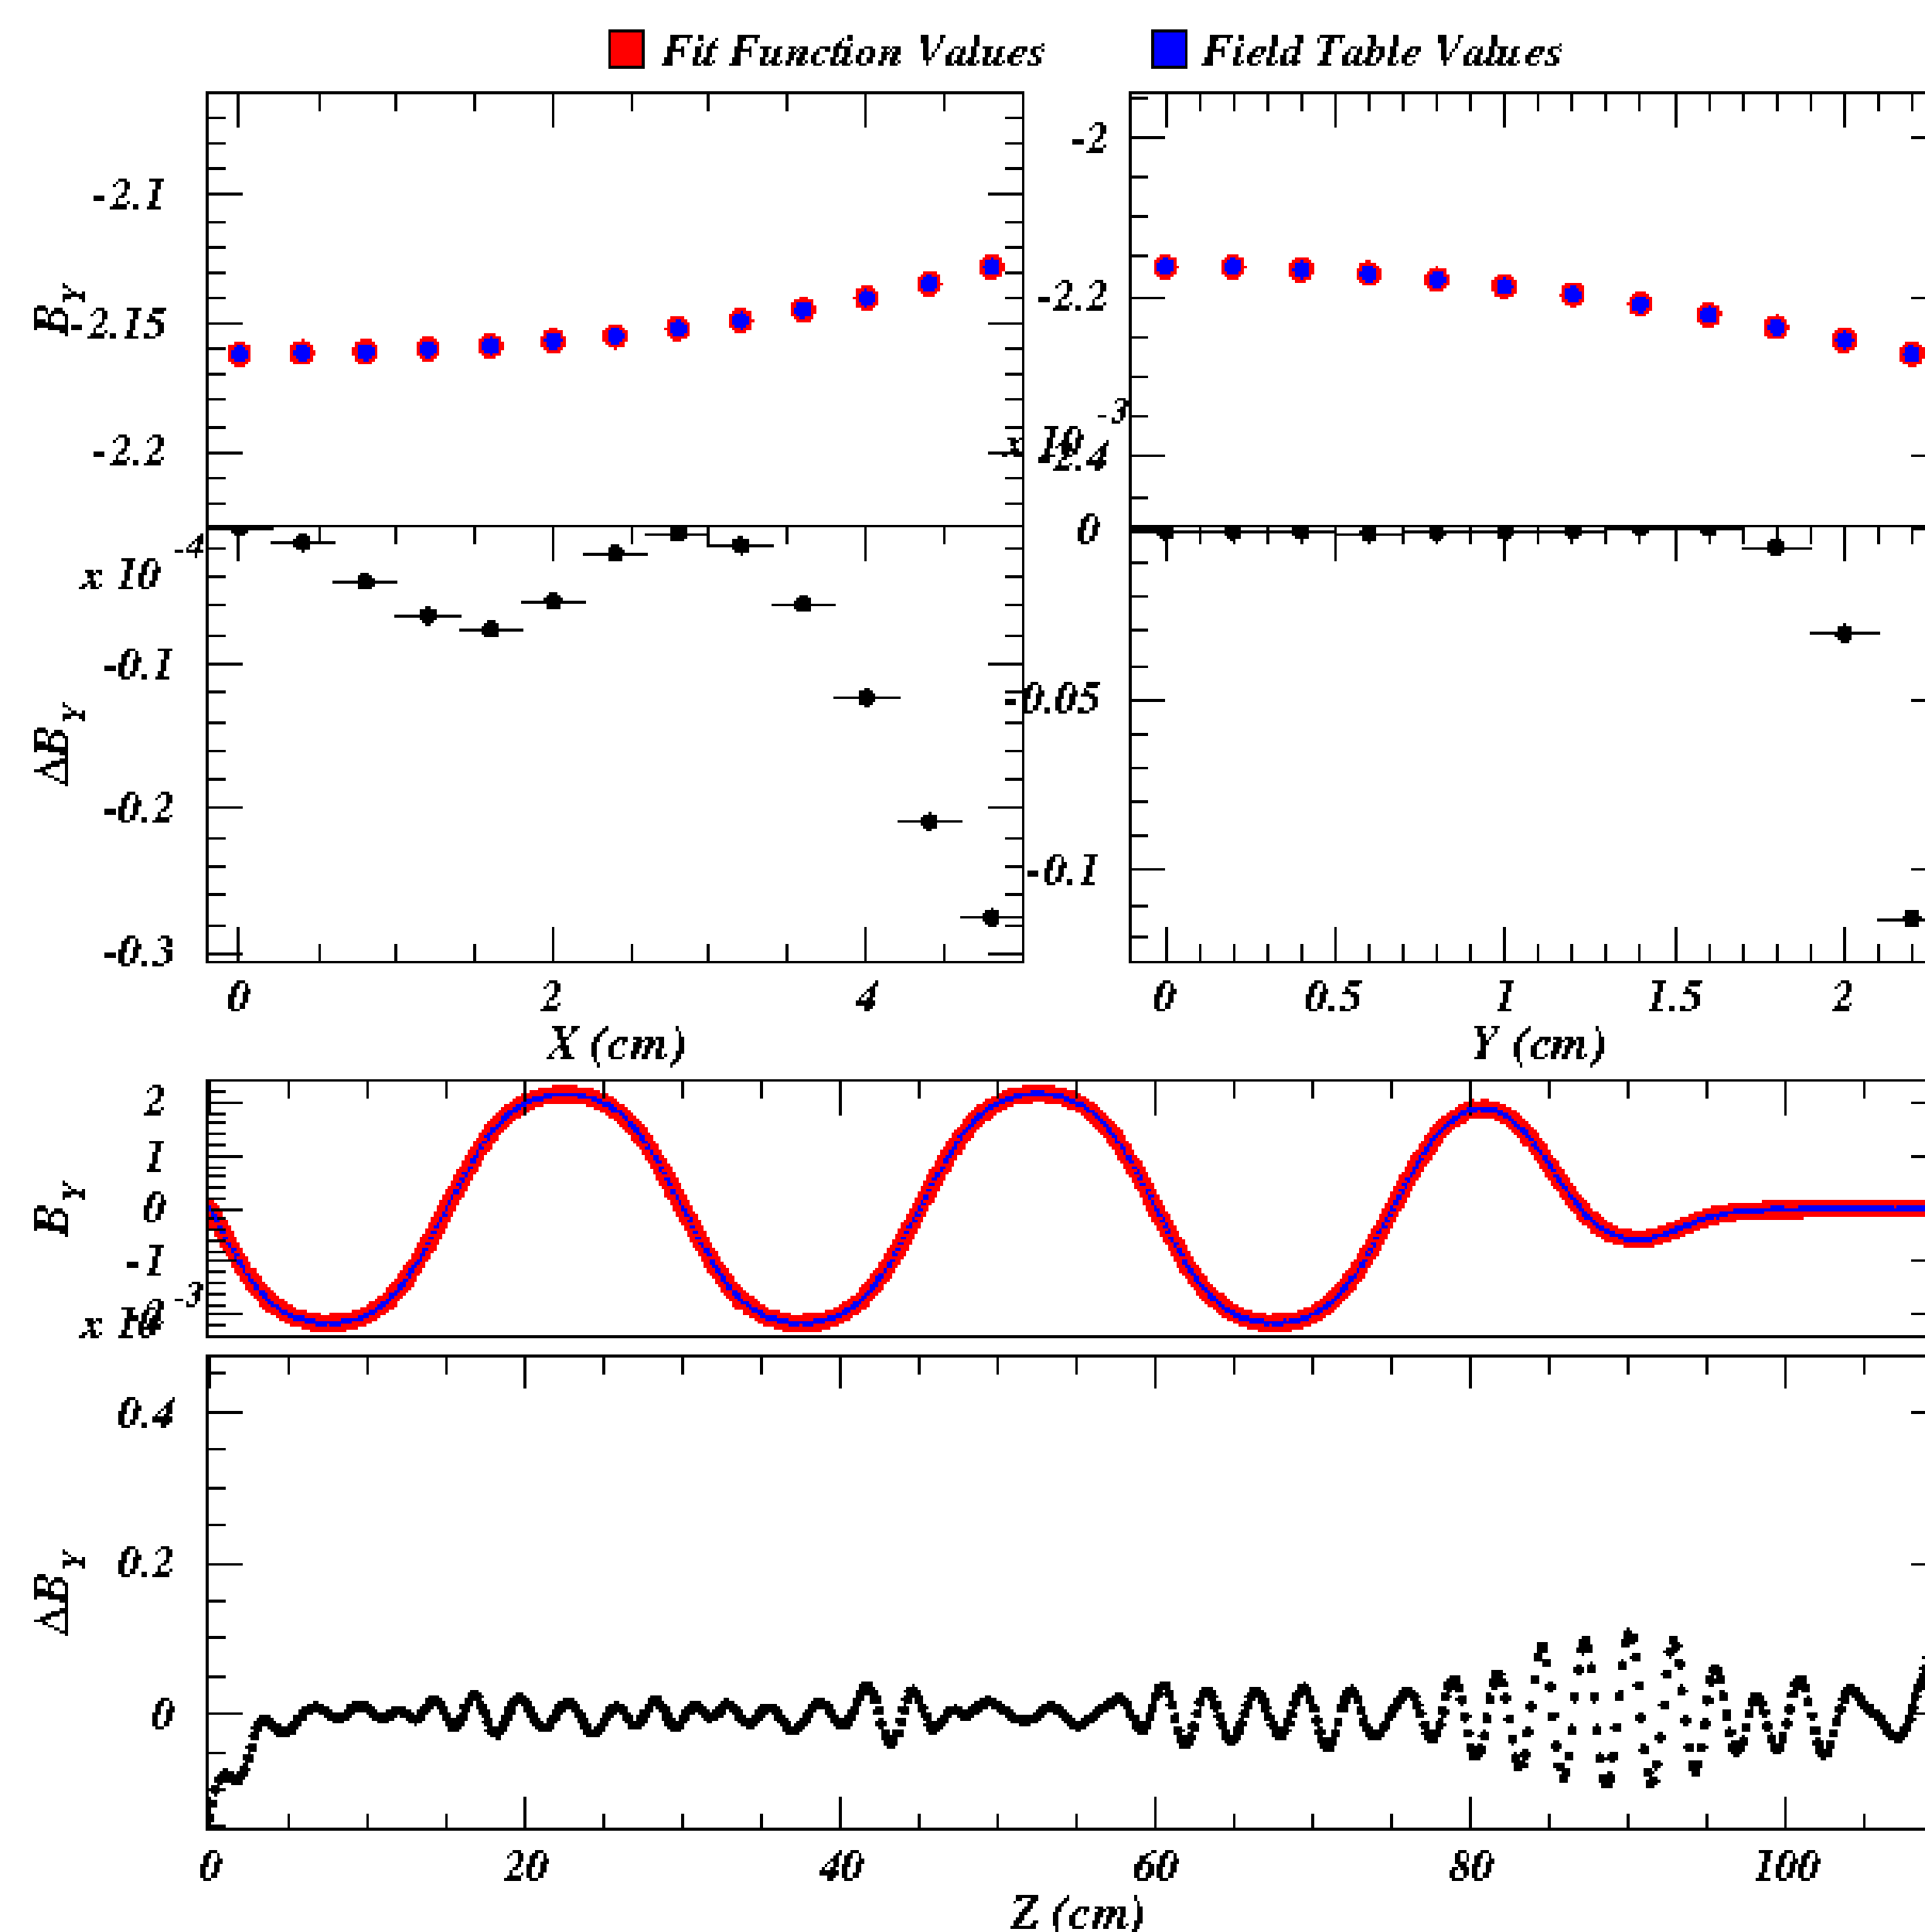 Fit Function Values Field Table Values
B_Y
-2.1
-2.15
-2.2
-2
-2.2
-2.4
x 10^-3
ΔB_Y
x 10^-4
-0.1
-0.2
-0.3
0
-0.05
-0.1
0 2 4
X (cm)
0 0.5 1 1.5 2
Y (cm)
B_Y
2
1
0
-1
x 10^-3
ΔB_Y
0.4
0.2
0
0 20 40 60 80 100
Z (cm)